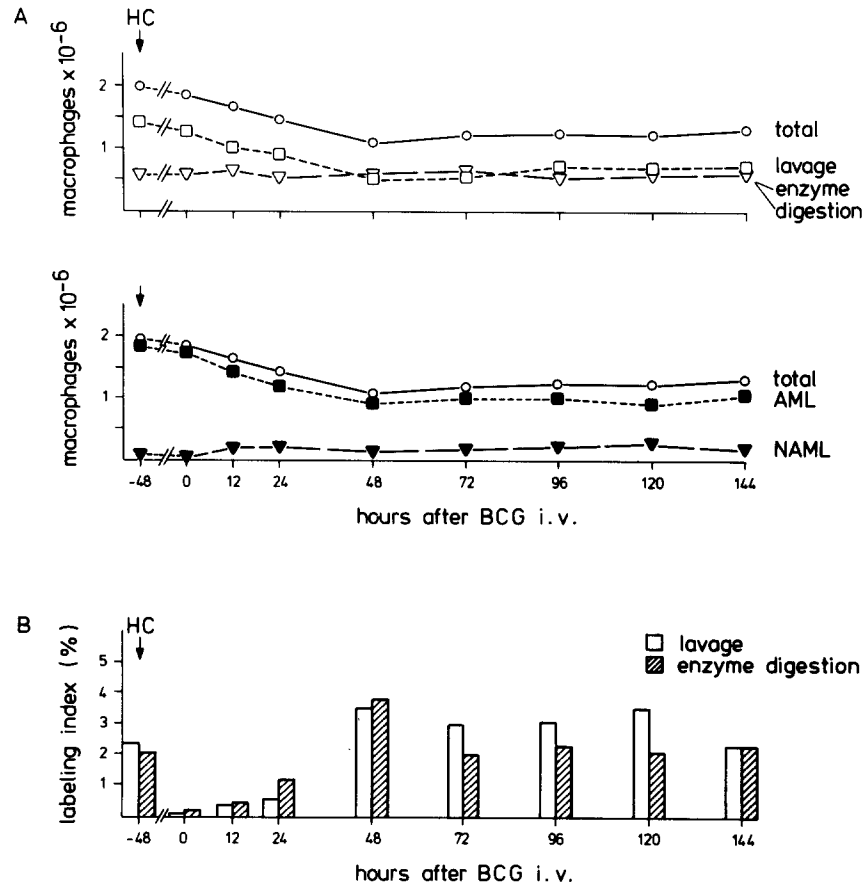 A
HC
macrophages x 10-6
2
1
total
lavage
enzyme
digestion
macrophages x 10-6
2
1
total
AML
NAML
-48 0 12 24 48 72 96 120 144
hours after BCG i.v.
B
HC
labeling index (%)
5
4
3
2
1
lavage
enzyme digestion
-48 0 12 24 48 72 96 120 144
hours after BCG i.v.